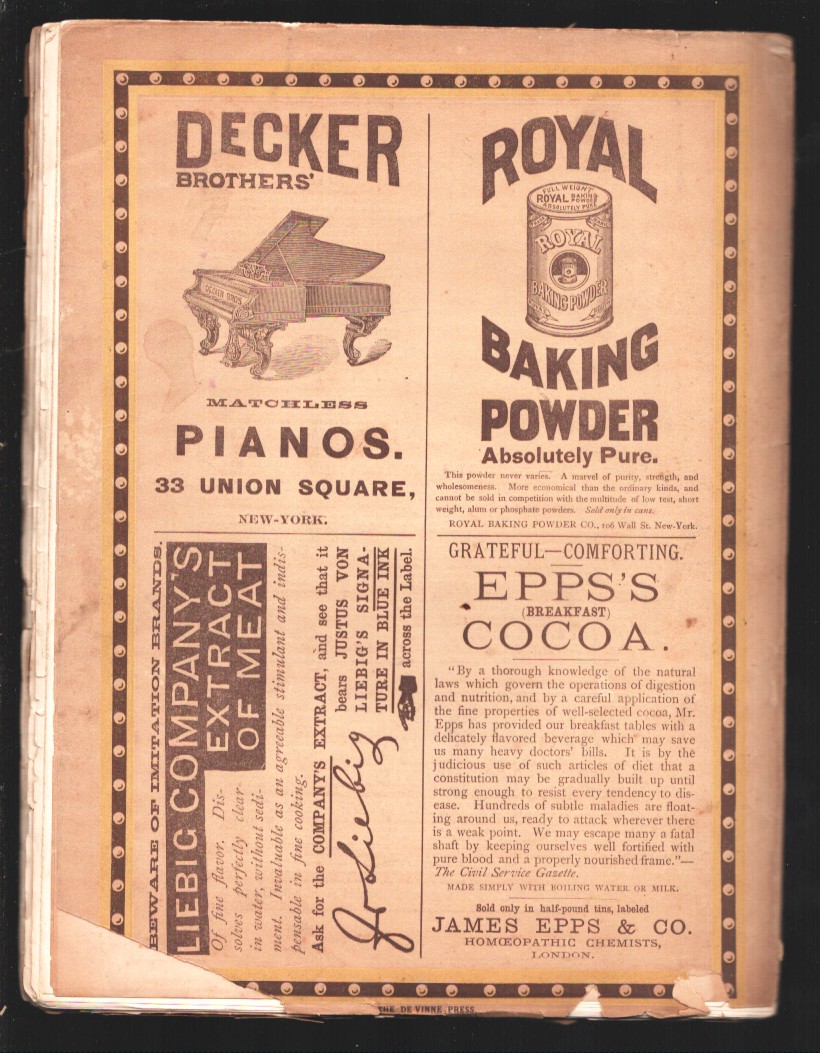 DECKER
BROTHERS'
DECKER BROS
MATCHLESS
PIANOS.
33 UNION SQUARE,
NEW-YORK.
ROYAL
FULL WEIGHT
ROYAL BAKING POWDER
ABSOLUTELY PURE
ROYAL
BAKING POWDER
BAKING
POWDER
Absolutely Pure.
This powder never varies. A marvel of purity, strength, and
wholesomeness. More economical than the ordinary kinds, and
cannot be sold in competition with the multitude of low test, short
weight, alum or phosphate powders. Sold only in cans.
ROYAL BAKING POWDER CO., 106 Wall St. New-York.
BEWARE OF IMITATION BRANDS.
LIEBIG COMPANY'S
EXTRACT
OF MEAT
Of fine flavor. Dis-
solves perfectly clear
in water, without sedi-
ment. Invaluable as an agreeable stimulant and indis-
pensable in fine cooking.
Ask for the COMPANY'S EXTRACT, and see that it
bears JUSTUS VON
LIEBIG'S SIGNA-
TURE IN BLUE INK
across the Label.
J v Liebig
GRATEFUL—COMFORTING.
EPPS'S
(BREAKFAST)
COCOA.
"By a thorough knowledge of the natural
laws which govern the operations of digestion
and nutrition, and by a careful application of
the fine properties of well-selected cocoa, Mr.
Epps has provided our breakfast tables with a
delicately flavored beverage which may save
us many heavy doctors' bills. It is by the
judicious use of such articles of diet that a
constitution may be gradually built up until
strong enough to resist every tendency to dis-
ease. Hundreds of subtle maladies are float-
ing around us, ready to attack wherever there
is a weak point. We may escape many a fatal
shaft by keeping ourselves well fortified with
pure blood and a properly nourished frame."—
The Civil Service Gazette.
MADE SIMPLY WITH BOILING WATER OR MILK.
Sold only in half-pound tins, labeled
JAMES EPPS & CO.
HOMŒOPATHIC CHEMISTS,
LONDON.
THE DE VINNE PRESS.